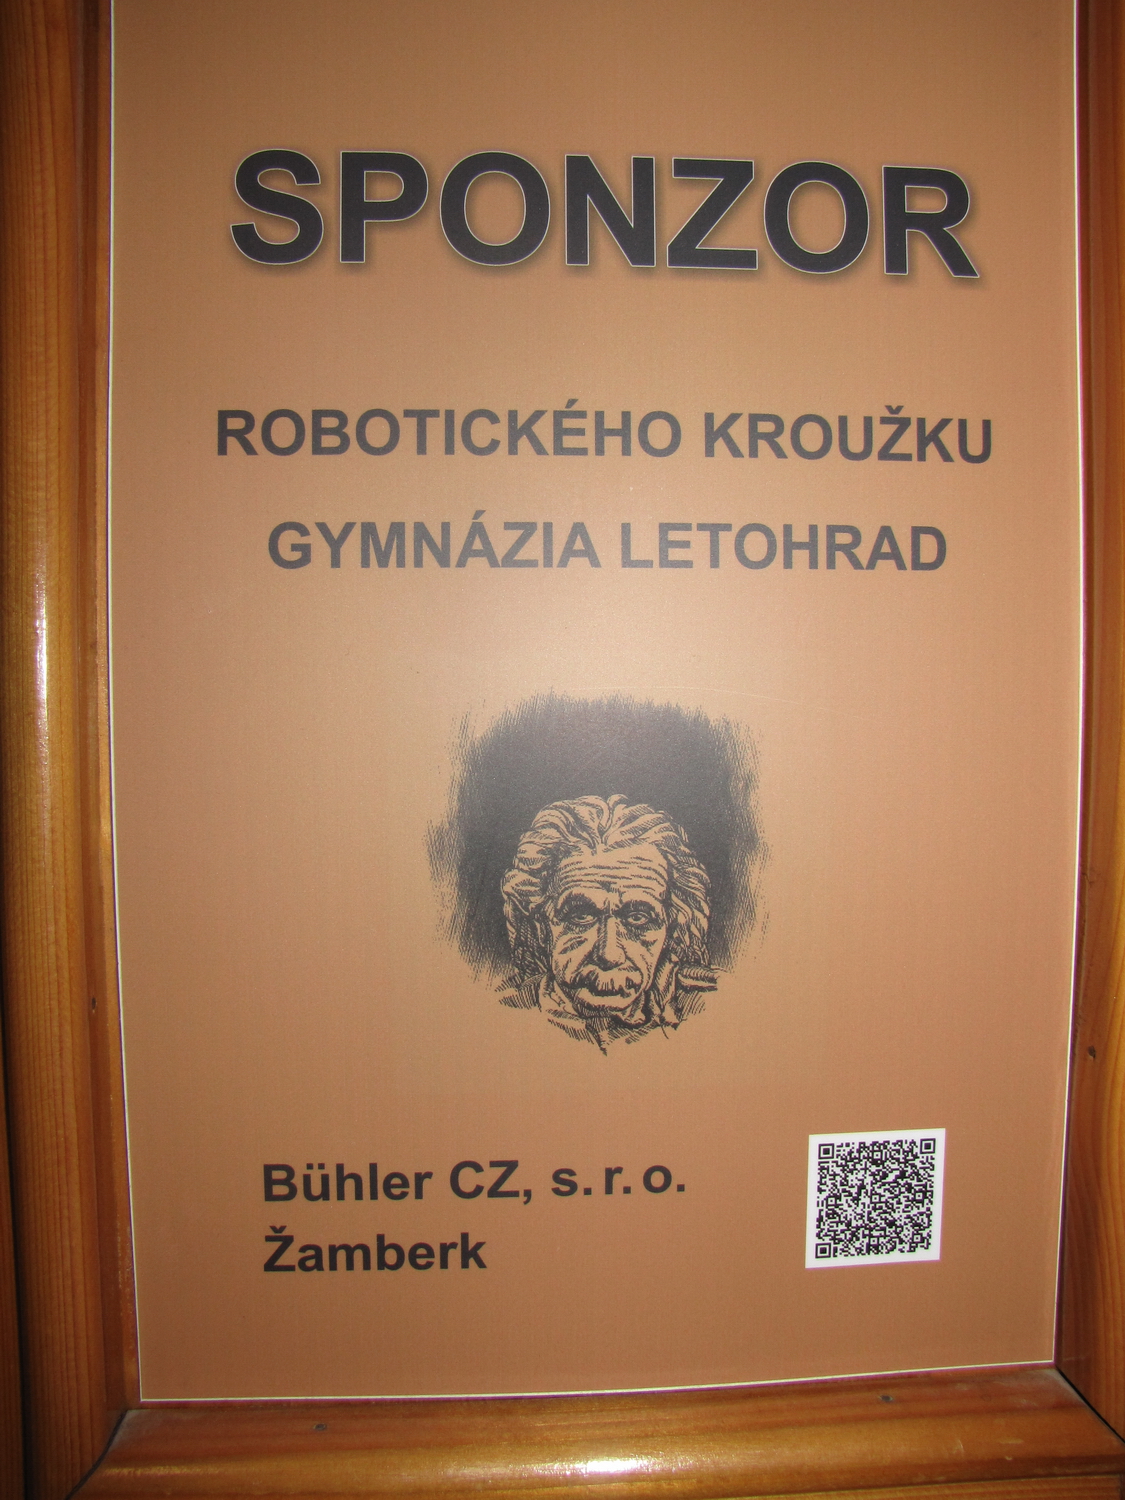 SPONZOR
ROBOTICKÉHO KROUŽKU
GYMNÁZIA LETOHRAD
Bühler CZ, s. r. o.
Žamberk